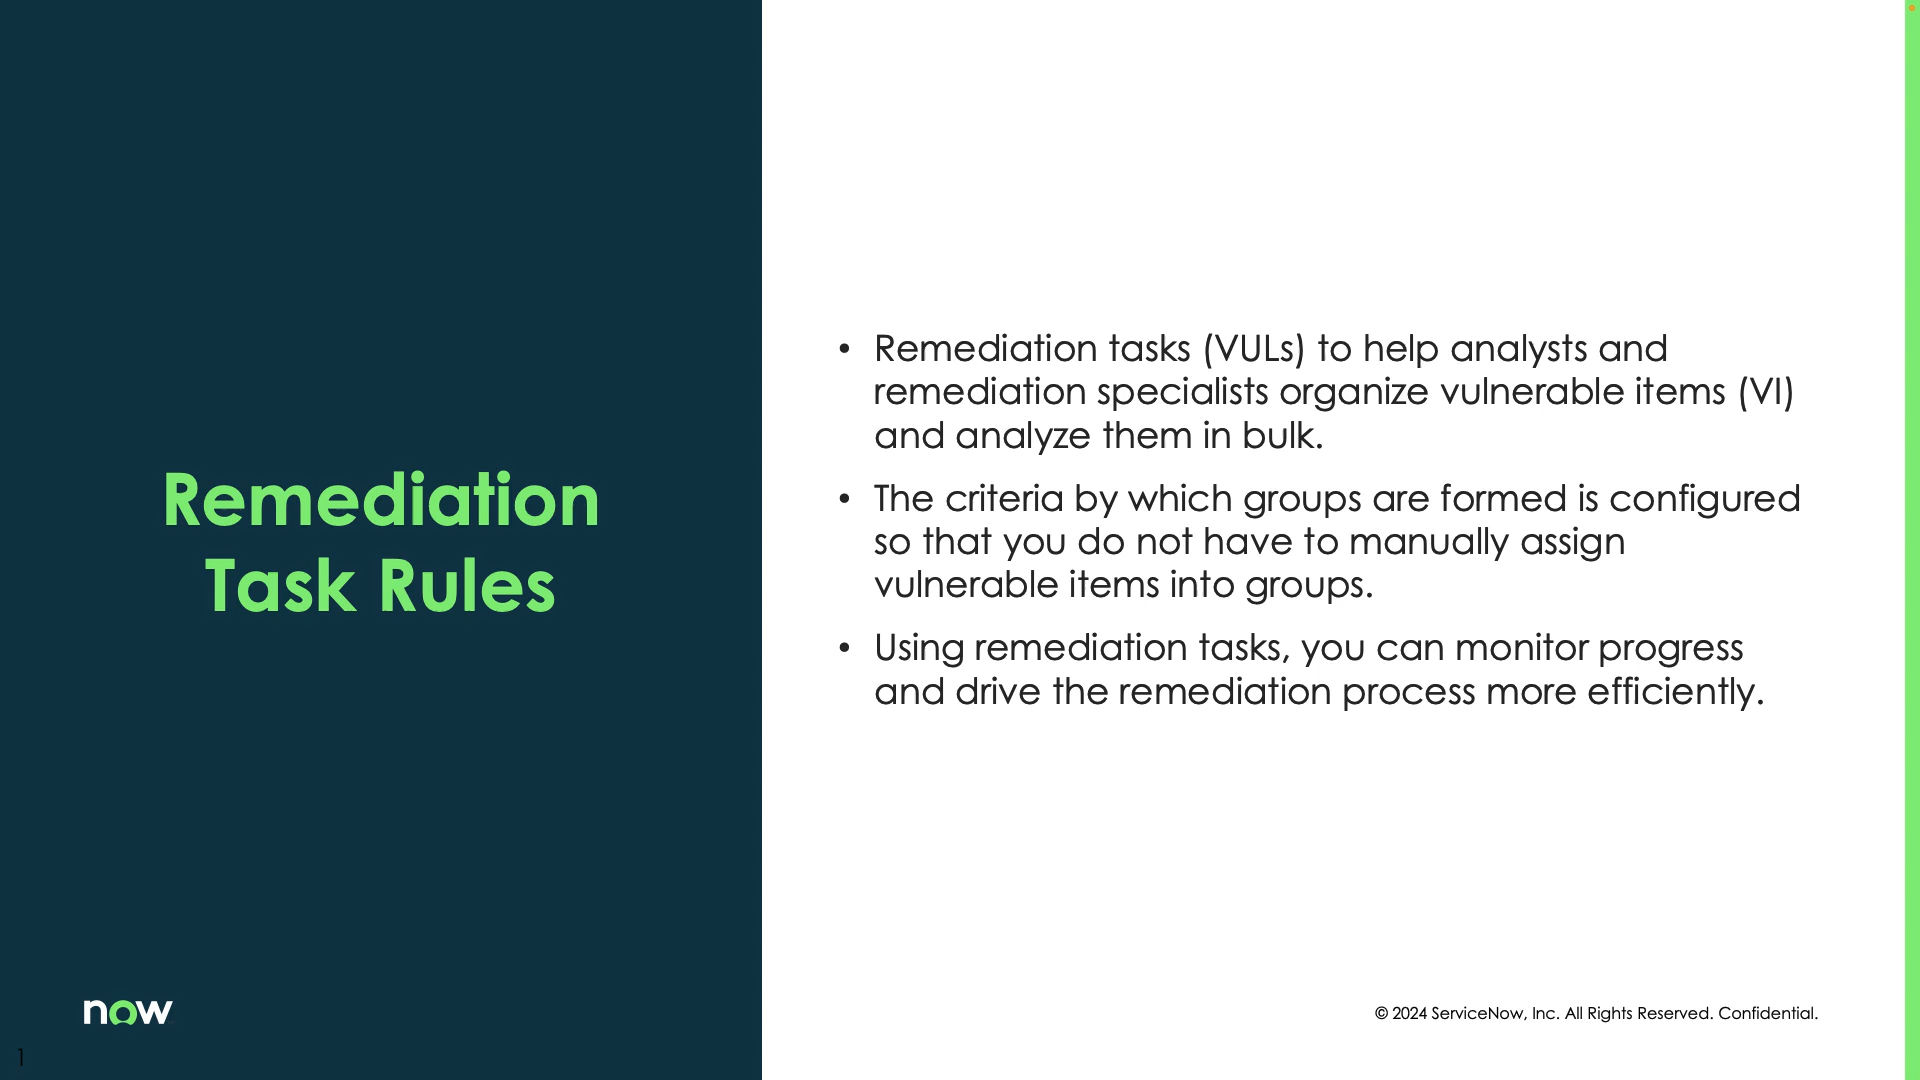 Remediation
Task Rules
• Remediation tasks (VULs) to help analysts and
remediation specialists organize vulnerable items (VI)
and analyze them in bulk.
• The criteria by which groups are formed is configured
so that you do not have to manually assign
vulnerable items into groups.
• Using remediation tasks, you can monitor progress
and drive the remediation process more efficiently.
now
© 2024 ServiceNow, Inc. All Rights Reserved. Confidential.
1